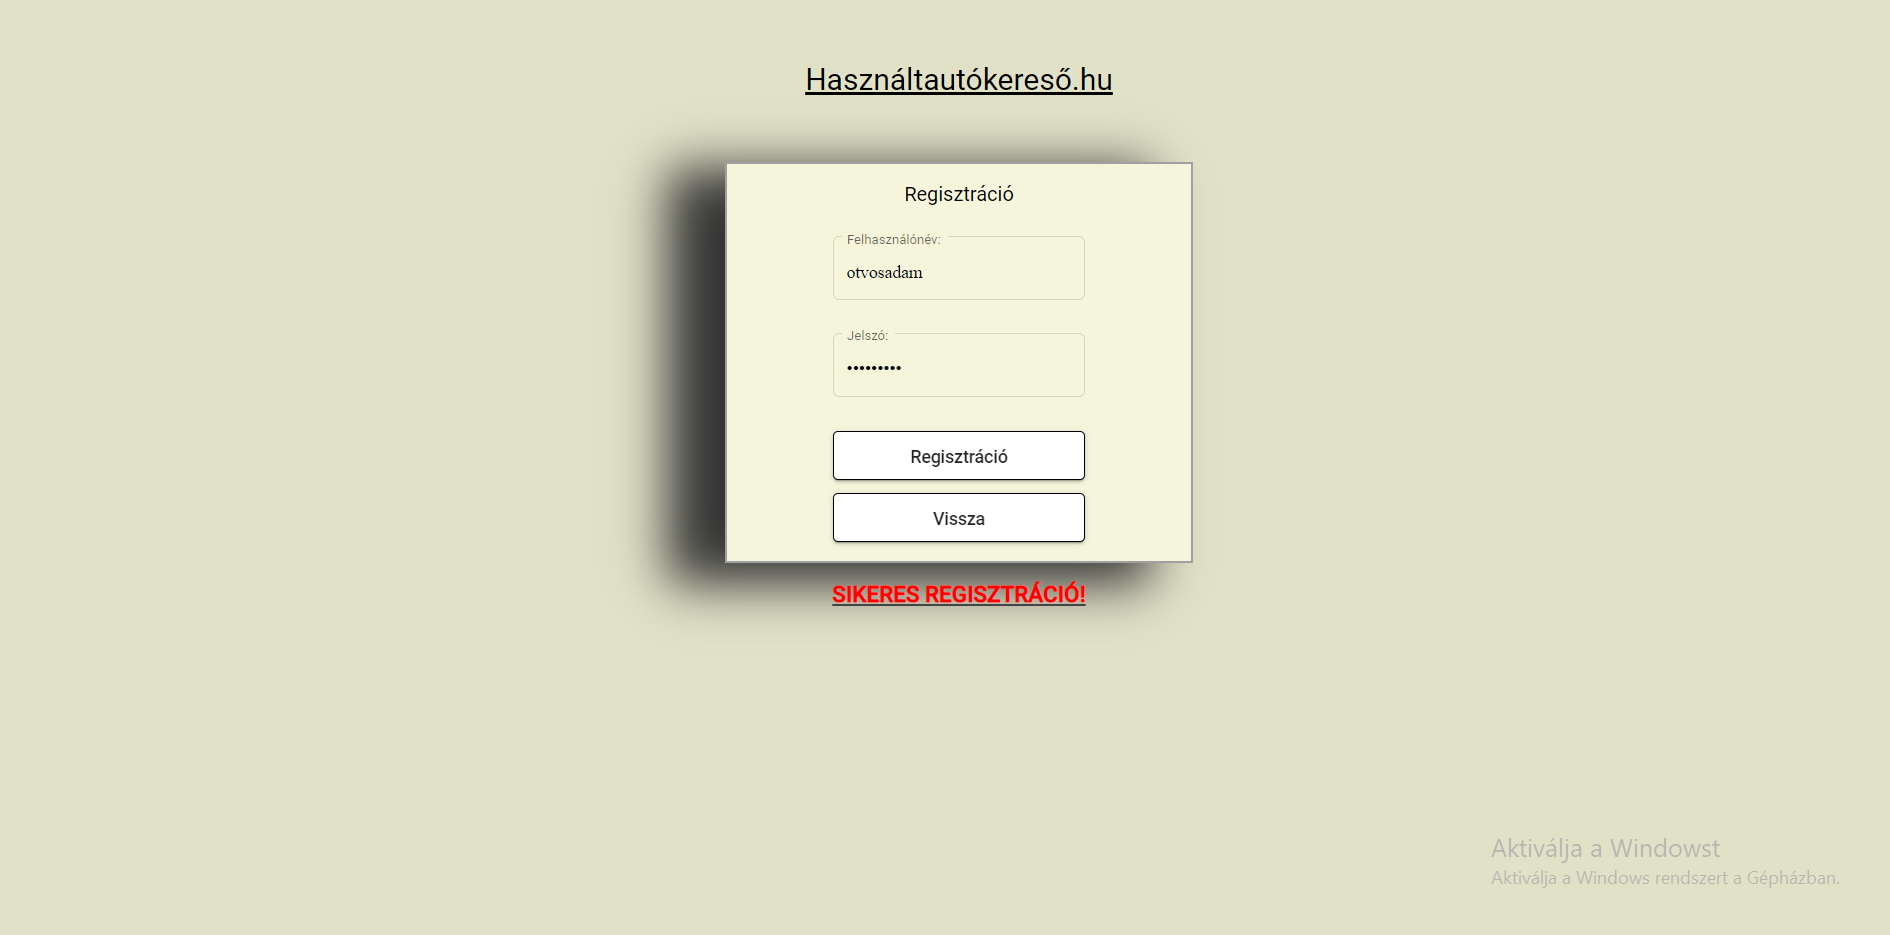 Használtautókereső.hu
Regisztráció
Felhasználónév:
otvosadam
Jelszó:
•••••••••
Regisztráció
Vissza
SIKERES REGISZTRÁCIÓ!
Aktiválja a Windowst
Aktiválja a Windows rendszert a Gépházban.